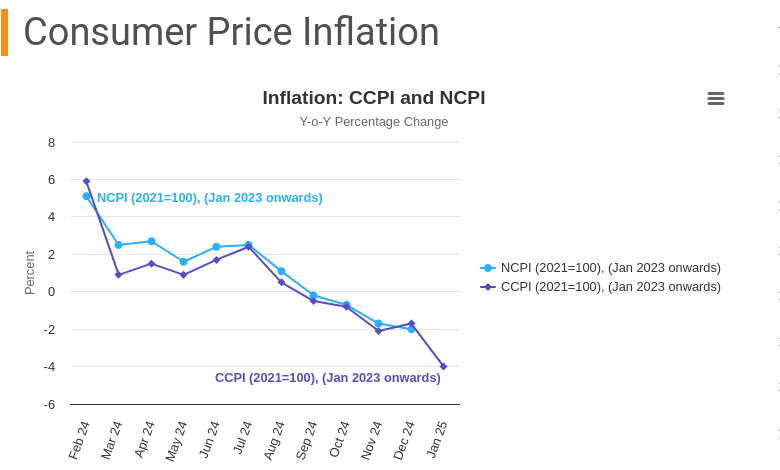 Consumer Price Inflation
Inflation: CCPI and NCPI
Y-o-Y Percentage Change
8
6
4
2
0
-2
-4
-6
Percent
NCPI (2021=100), (Jan 2023 onwards)
CCPI (2021=100), (Jan 2023 onwards)
Feb 24
Mar 24
Apr 24
May 24
Jun 24
Jul 24
Aug 24
Sep 24
Oct 24
Nov 24
Dec 24
Jan 25
NCPI (2021=100), (Jan 2023 onwards)
CCPI (2021=100), (Jan 2023 onwards)